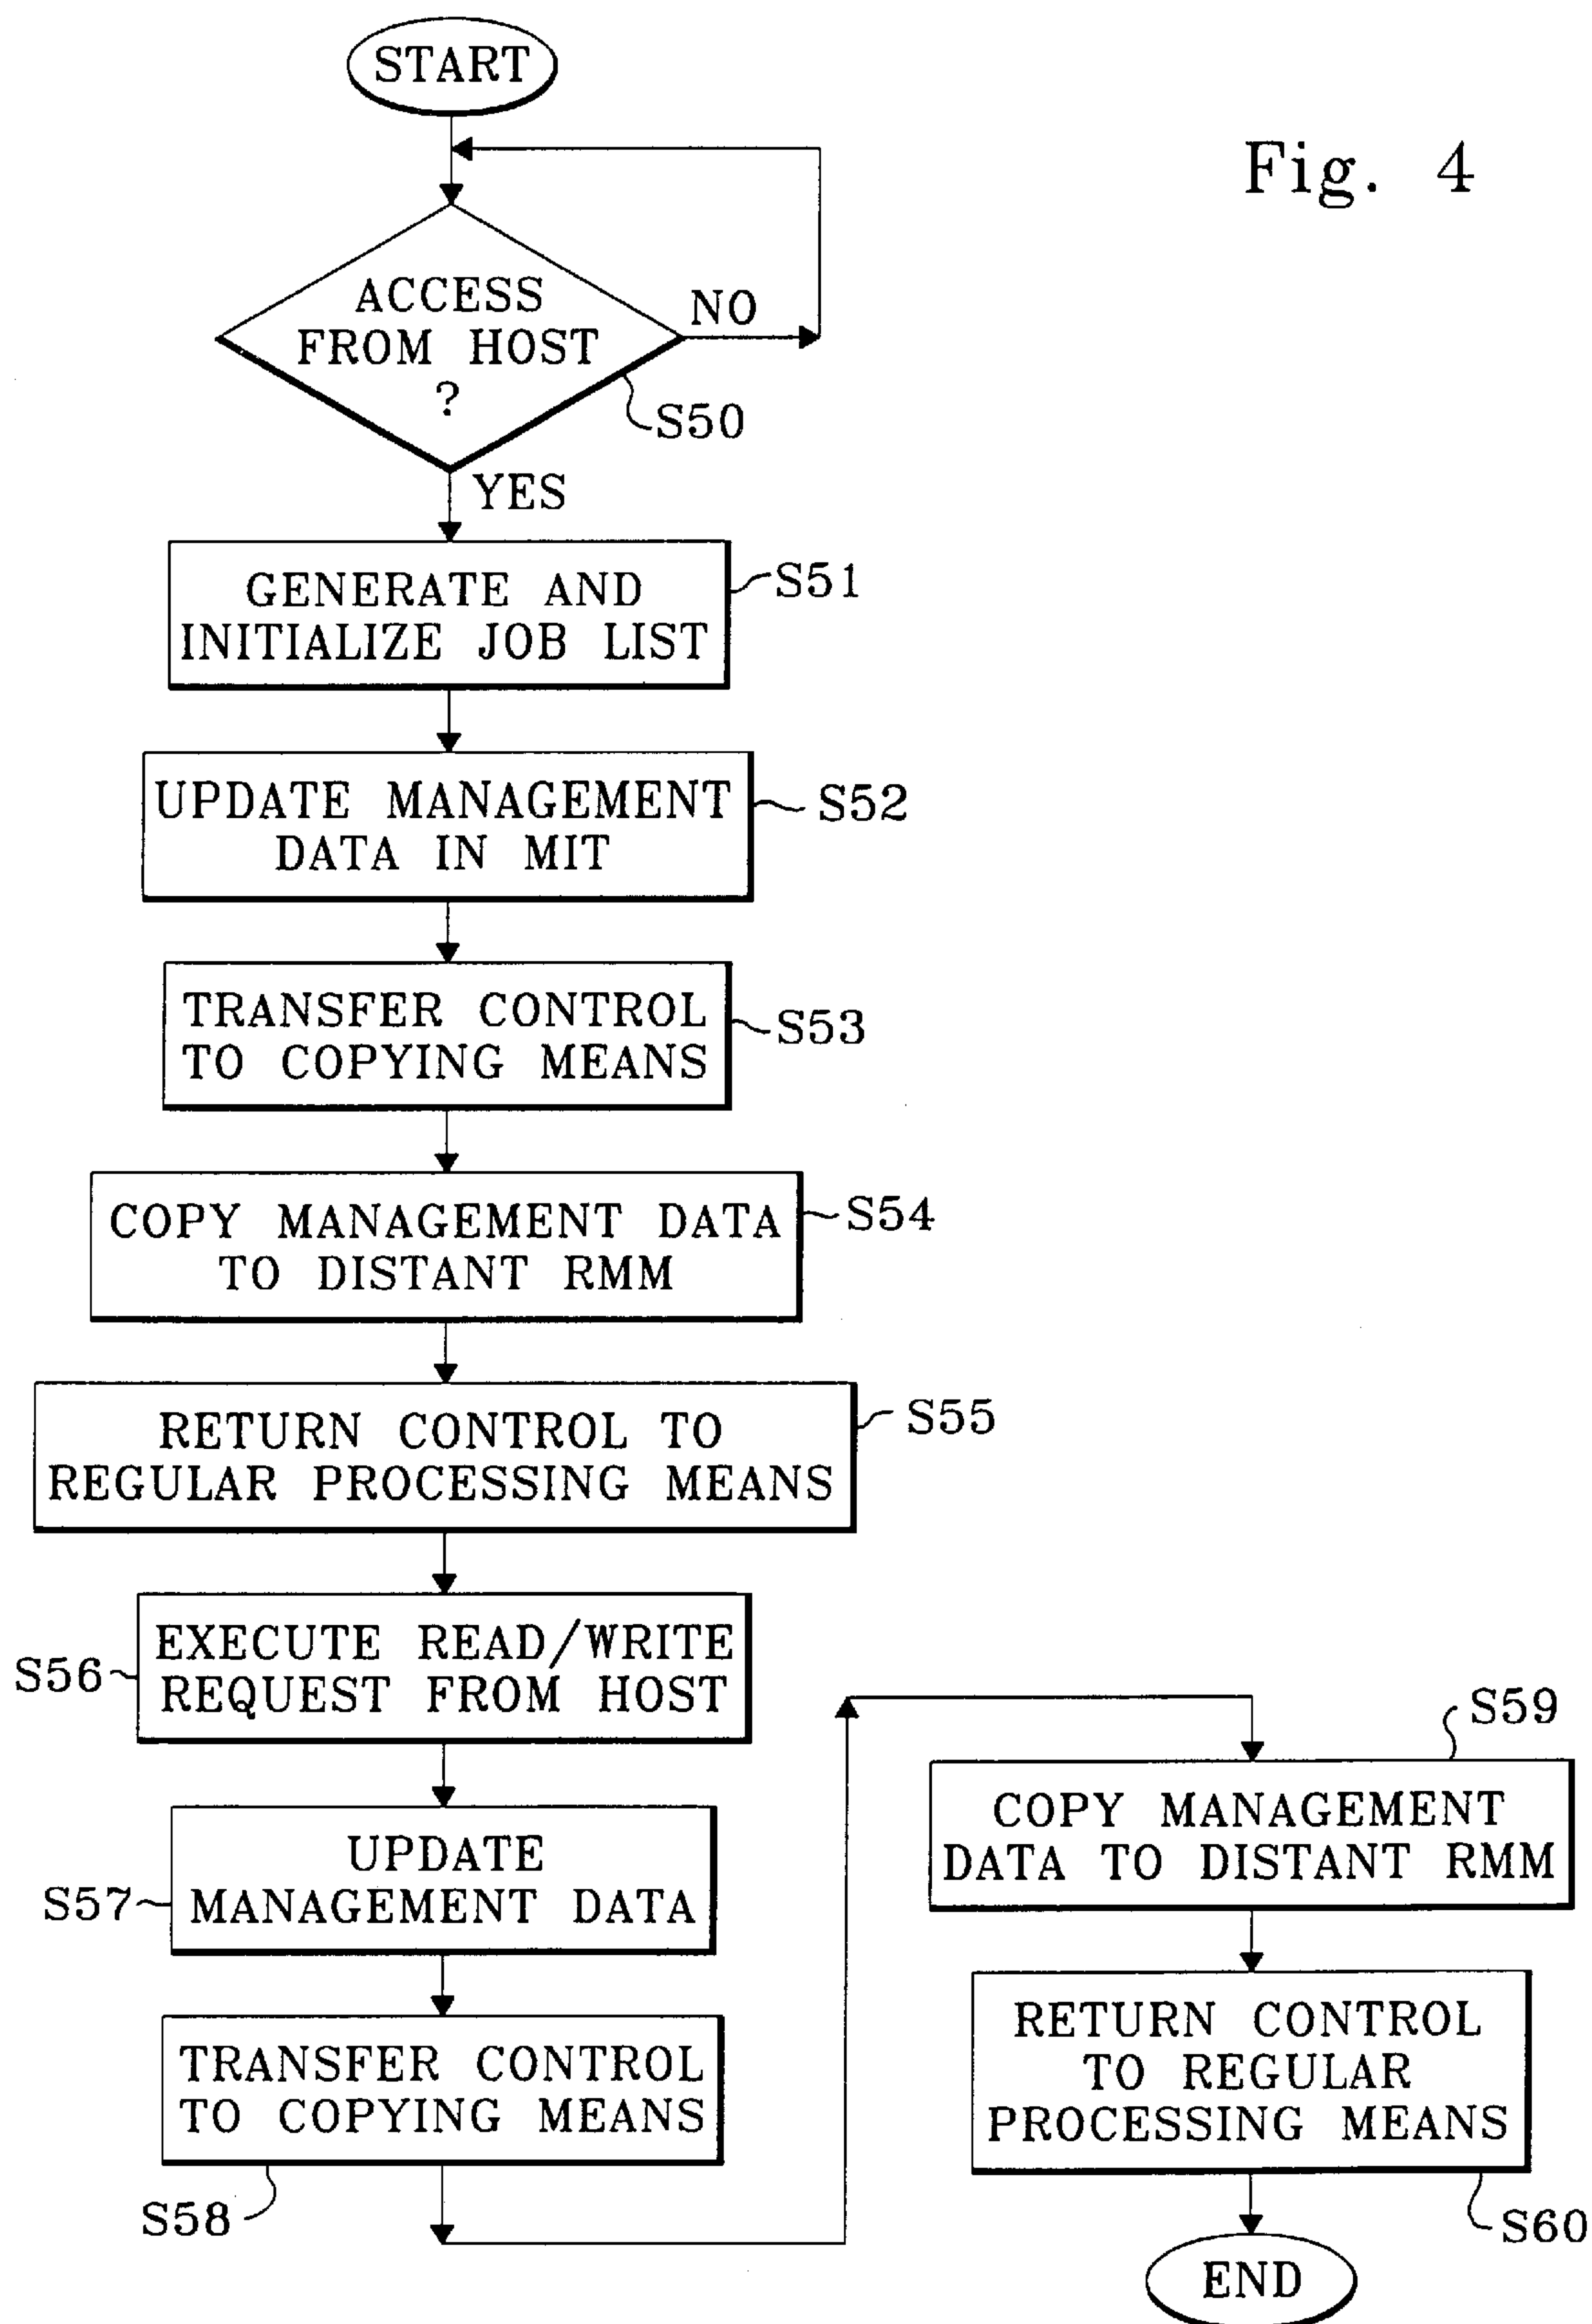 START
Fig. 4
ACCESS
FROM HOST
?
NO
S50
YES
GENERATE AND
INITIALIZE JOB LIST
S51
UPDATE MANAGEMENT
DATA IN MIT
S52
TRANSFER CONTROL
TO COPYING MEANS
S53
COPY MANAGEMENT DATA
TO DISTANT RMM
S54
RETURN CONTROL TO
REGULAR PROCESSING MEANS
S55
EXECUTE READ/WRITE
REQUEST FROM HOST
S56
UPDATE
MANAGEMENT DATA
S57
TRANSFER CONTROL
TO COPYING MEANS
S58
S59
COPY MANAGEMENT
DATA TO DISTANT RMM
RETURN CONTROL
TO REGULAR
PROCESSING MEANS
S60
END